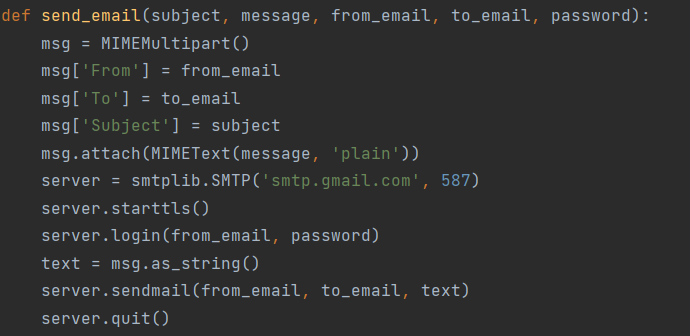 def send_email(subject, message, from_email, to_email, password):
    msg = MIMEMultipart()
    msg['From'] = from_email
    msg['To'] = to_email
    msg['Subject'] = subject
    msg.attach(MIMEText(message, 'plain'))
    server = smtplib.SMTP('smtp.gmail.com', 587)
    server.starttls()
    server.login(from_email, password)
    text = msg.as_string()
    server.sendmail(from_email, to_email, text)
    server.quit()